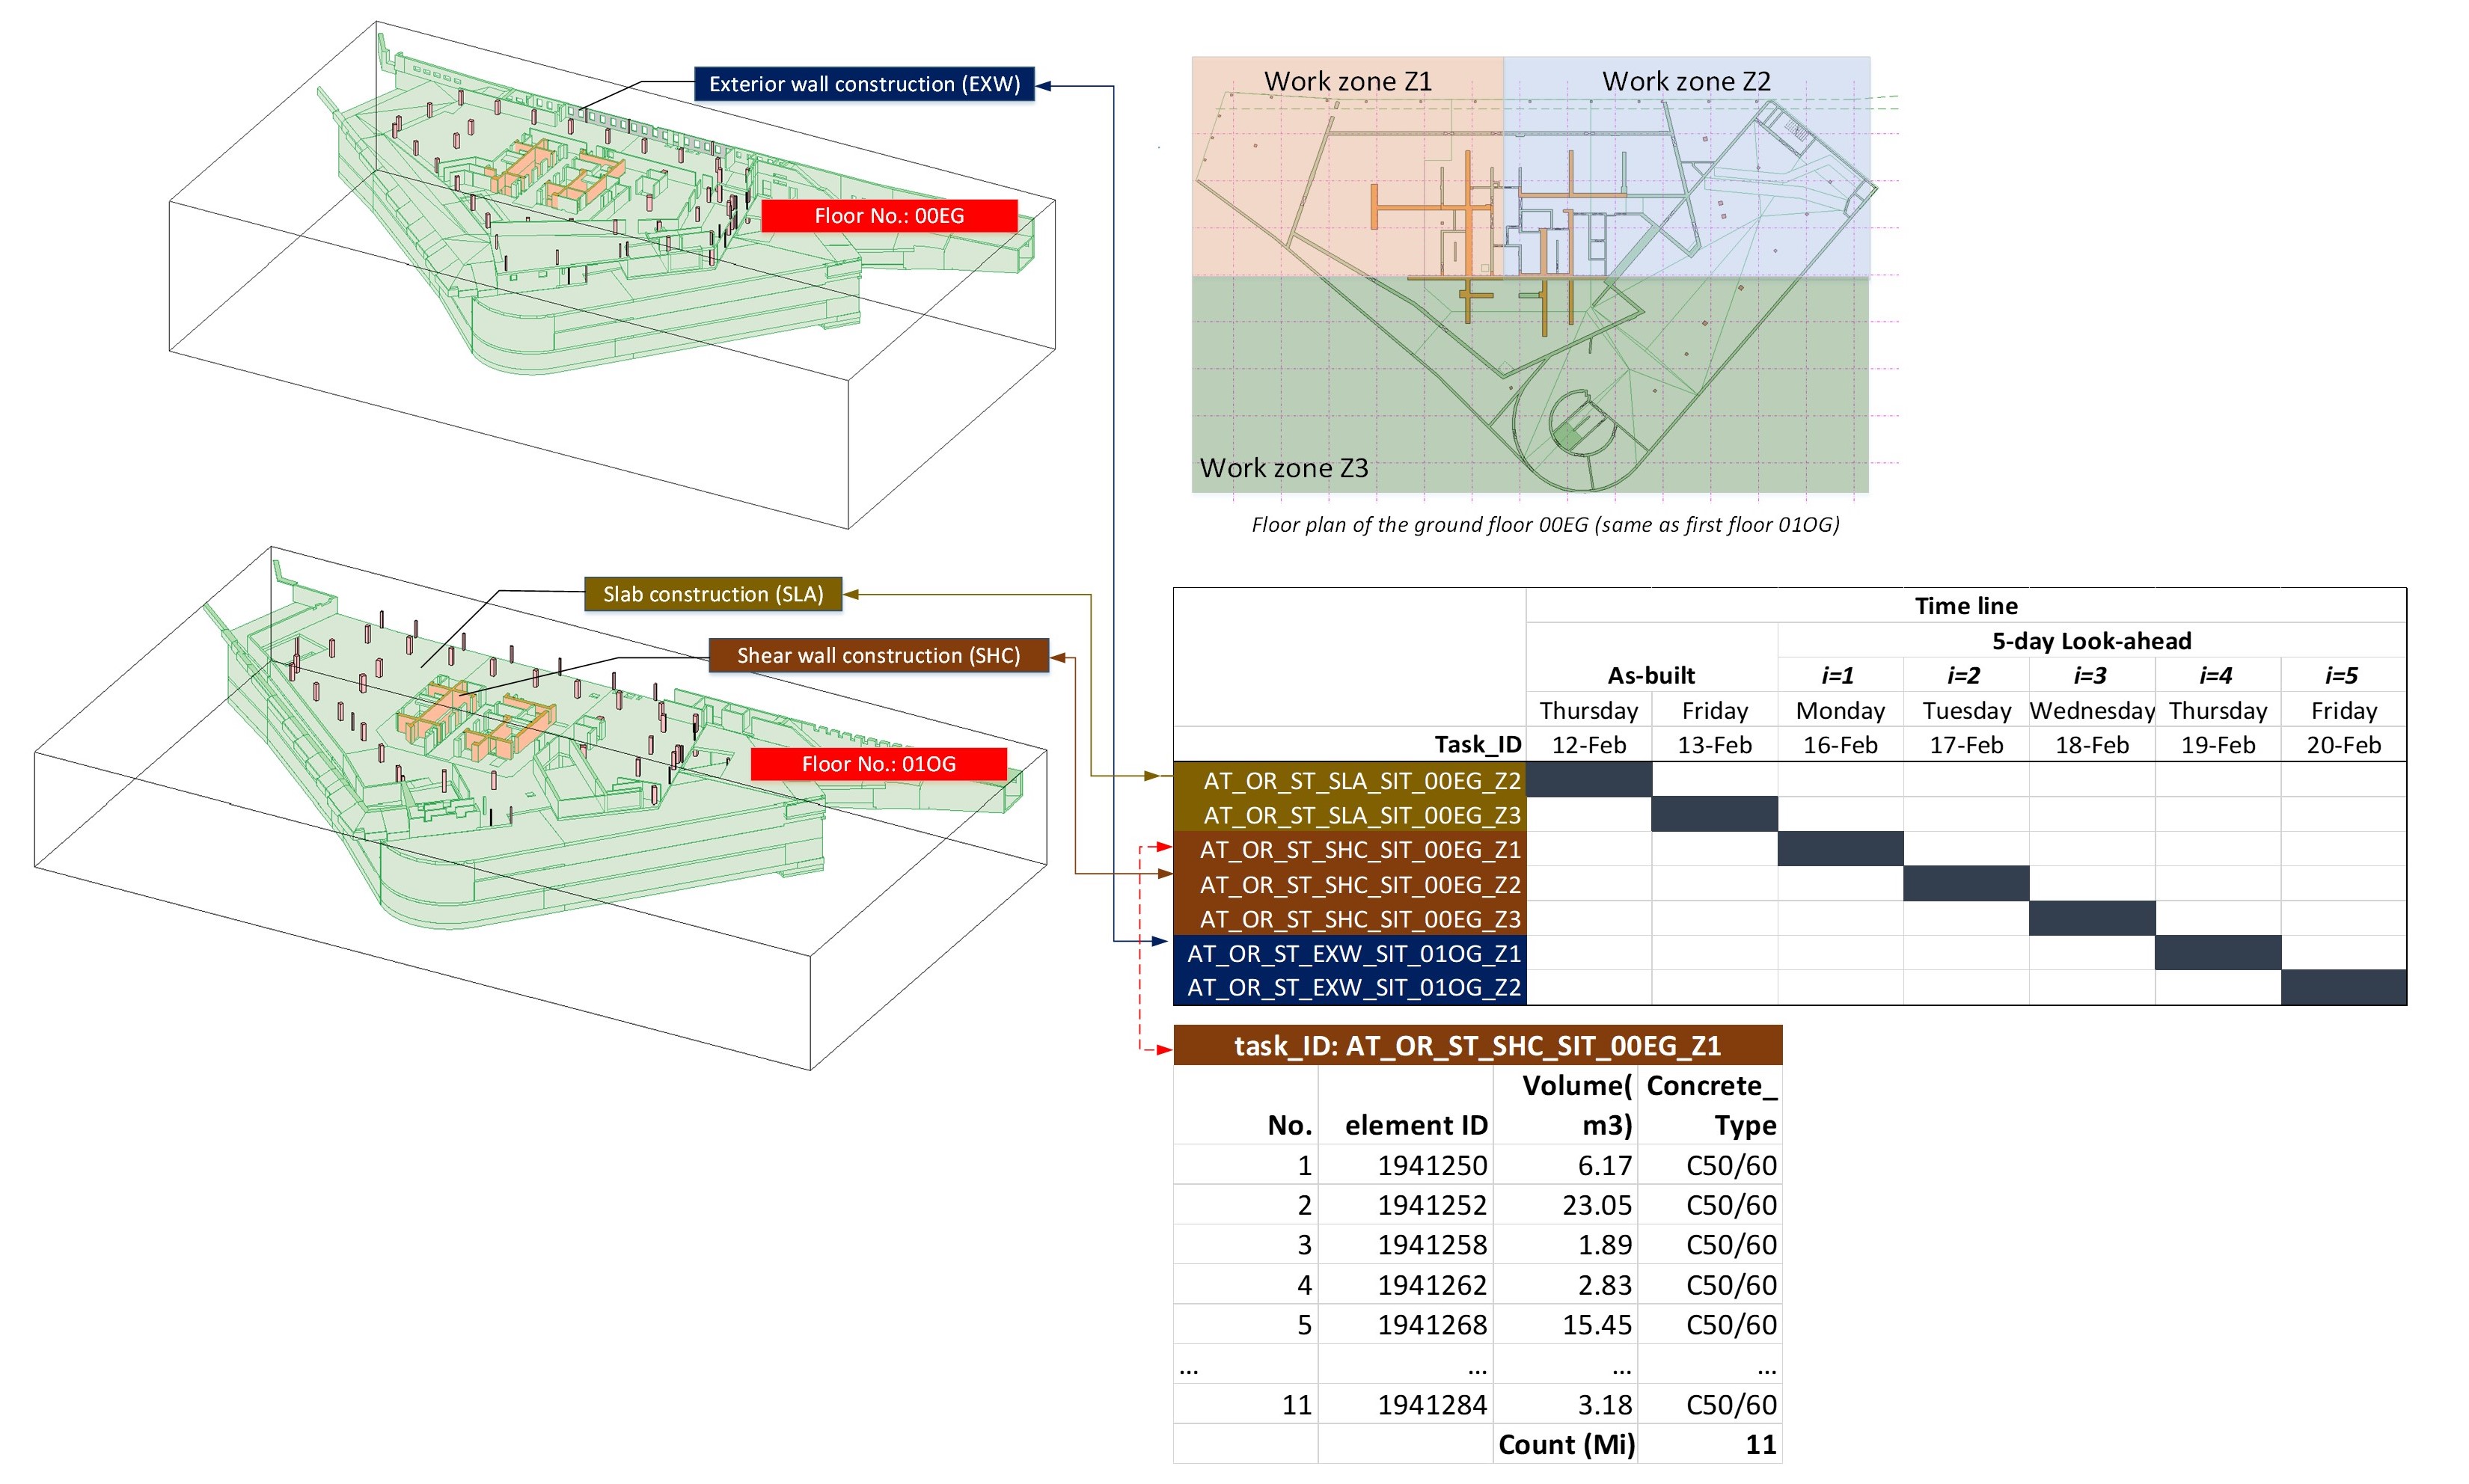 Exterior wall construction (EXW)
Floor No.: 00EG
Work zone Z1
Work zone Z2
Work zone Z3
Floor plan of the ground floor 00EG (same as first floor 01OG)
Slab construction (SLA)
Shear wall construction (SHC)
Floor No.: 01OG
Time line
5-day Look-ahead
As-built i=1 i=2 i=3 i=4 i=5
Thursday Friday Monday Tuesday Wednesday Thursday Friday
Task_ID 12-Feb 13-Feb 16-Feb 17-Feb 18-Feb 19-Feb 20-Feb
AT_OR_ST_SLA_SIT_00EG_Z2
AT_OR_ST_SLA_SIT_00EG_Z3
AT_OR_ST_SHC_SIT_00EG_Z1
AT_OR_ST_SHC_SIT_00EG_Z2
AT_OR_ST_SHC_SIT_00EG_Z3
AT_OR_ST_EXW_SIT_01OG_Z1
AT_OR_ST_EXW_SIT_01OG_Z2
task_ID: AT_OR_ST_SHC_SIT_00EG_Z1
Volume( Concrete_
No. element ID m3) Type
1 1941250 6.17 C50/60
2 1941252 23.05 C50/60
3 1941258 1.89 C50/60
4 1941262 2.83 C50/60
5 1941268 15.45 C50/60
... ... ... ...
11 1941284 3.18 C50/60
Count (Mi) 11